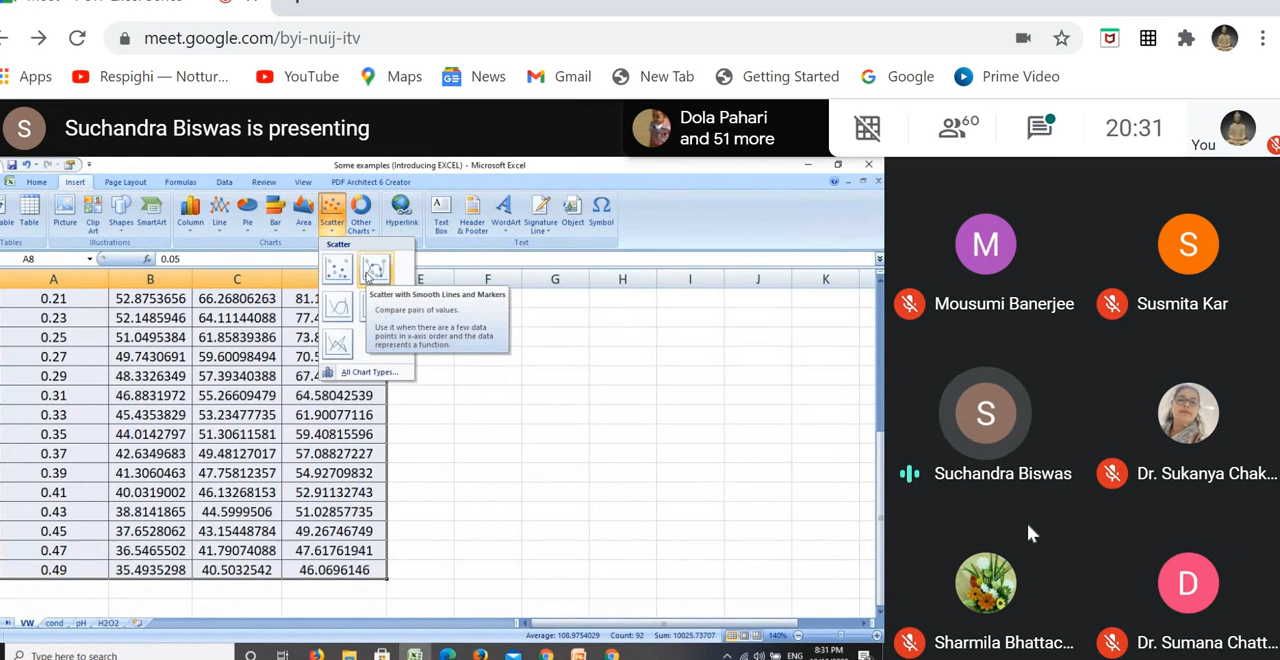 meet.google.com/byi-nuij-itv
Apps Respighi — Nottur... YouTube Maps News Gmail New Tab Getting Started Google Prime Video
S Suchandra Biswas is presenting
Dola Pahari
and 51 more
60
20:31
You
Some examples (Introducing EXCEL) - Microsoft Excel
Home Insert Page Layout Formulas Data Review View PDF Architect 6 Creator
Table Picture Clip Art Shapes SmartArt Column Line Pie Bar Area Scatter Other Charts Hyperlink Text Box Header & Footer WordArt Signature Line Object Symbol
Tables Illustrations Charts Text
Scatter
A8 fx 0.05
A B C E F G H I J K
Scatter with Smooth Lines and Markers
Compare pairs of values.
Use it when there are a few data
points in x-axis order and the data
represents a function.
All Chart Types...
0.21 52.8753656 66.26806263
0.23 52.1485946 64.11144088
0.25 51.0495384 61.85839386
0.27 49.7430691 59.60098494
0.29 48.3326349 57.39340388
0.31 46.8831972 55.26609479 64.58042539
0.33 45.4353829 53.23477735 61.90077116
0.35 44.0142797 51.30611581 59.40815596
0.37 42.6349683 49.48127017 57.08827227
0.39 41.3060463 47.75812357 54.92709832
0.41 40.0319002 46.13268153 52.91132743
0.43 38.8141865 44.5999506 51.02857735
0.45 37.6528062 43.15448784 49.26746749
0.47 36.5465502 41.79074088 47.61761941
0.49 35.4935298 40.5032542 46.0696146
VW cond pH H2O2
Average: 108.9754029 Count: 92 Sum: 10025.73707 140%
Type here to search
ENG
8:31 PM
M
Mousumi Banerjee
S
Susmita Kar
S
Suchandra Biswas
Dr. Sukanya Chak...
Sharmila Bhattac...
D
Dr. Sumana Chatt...